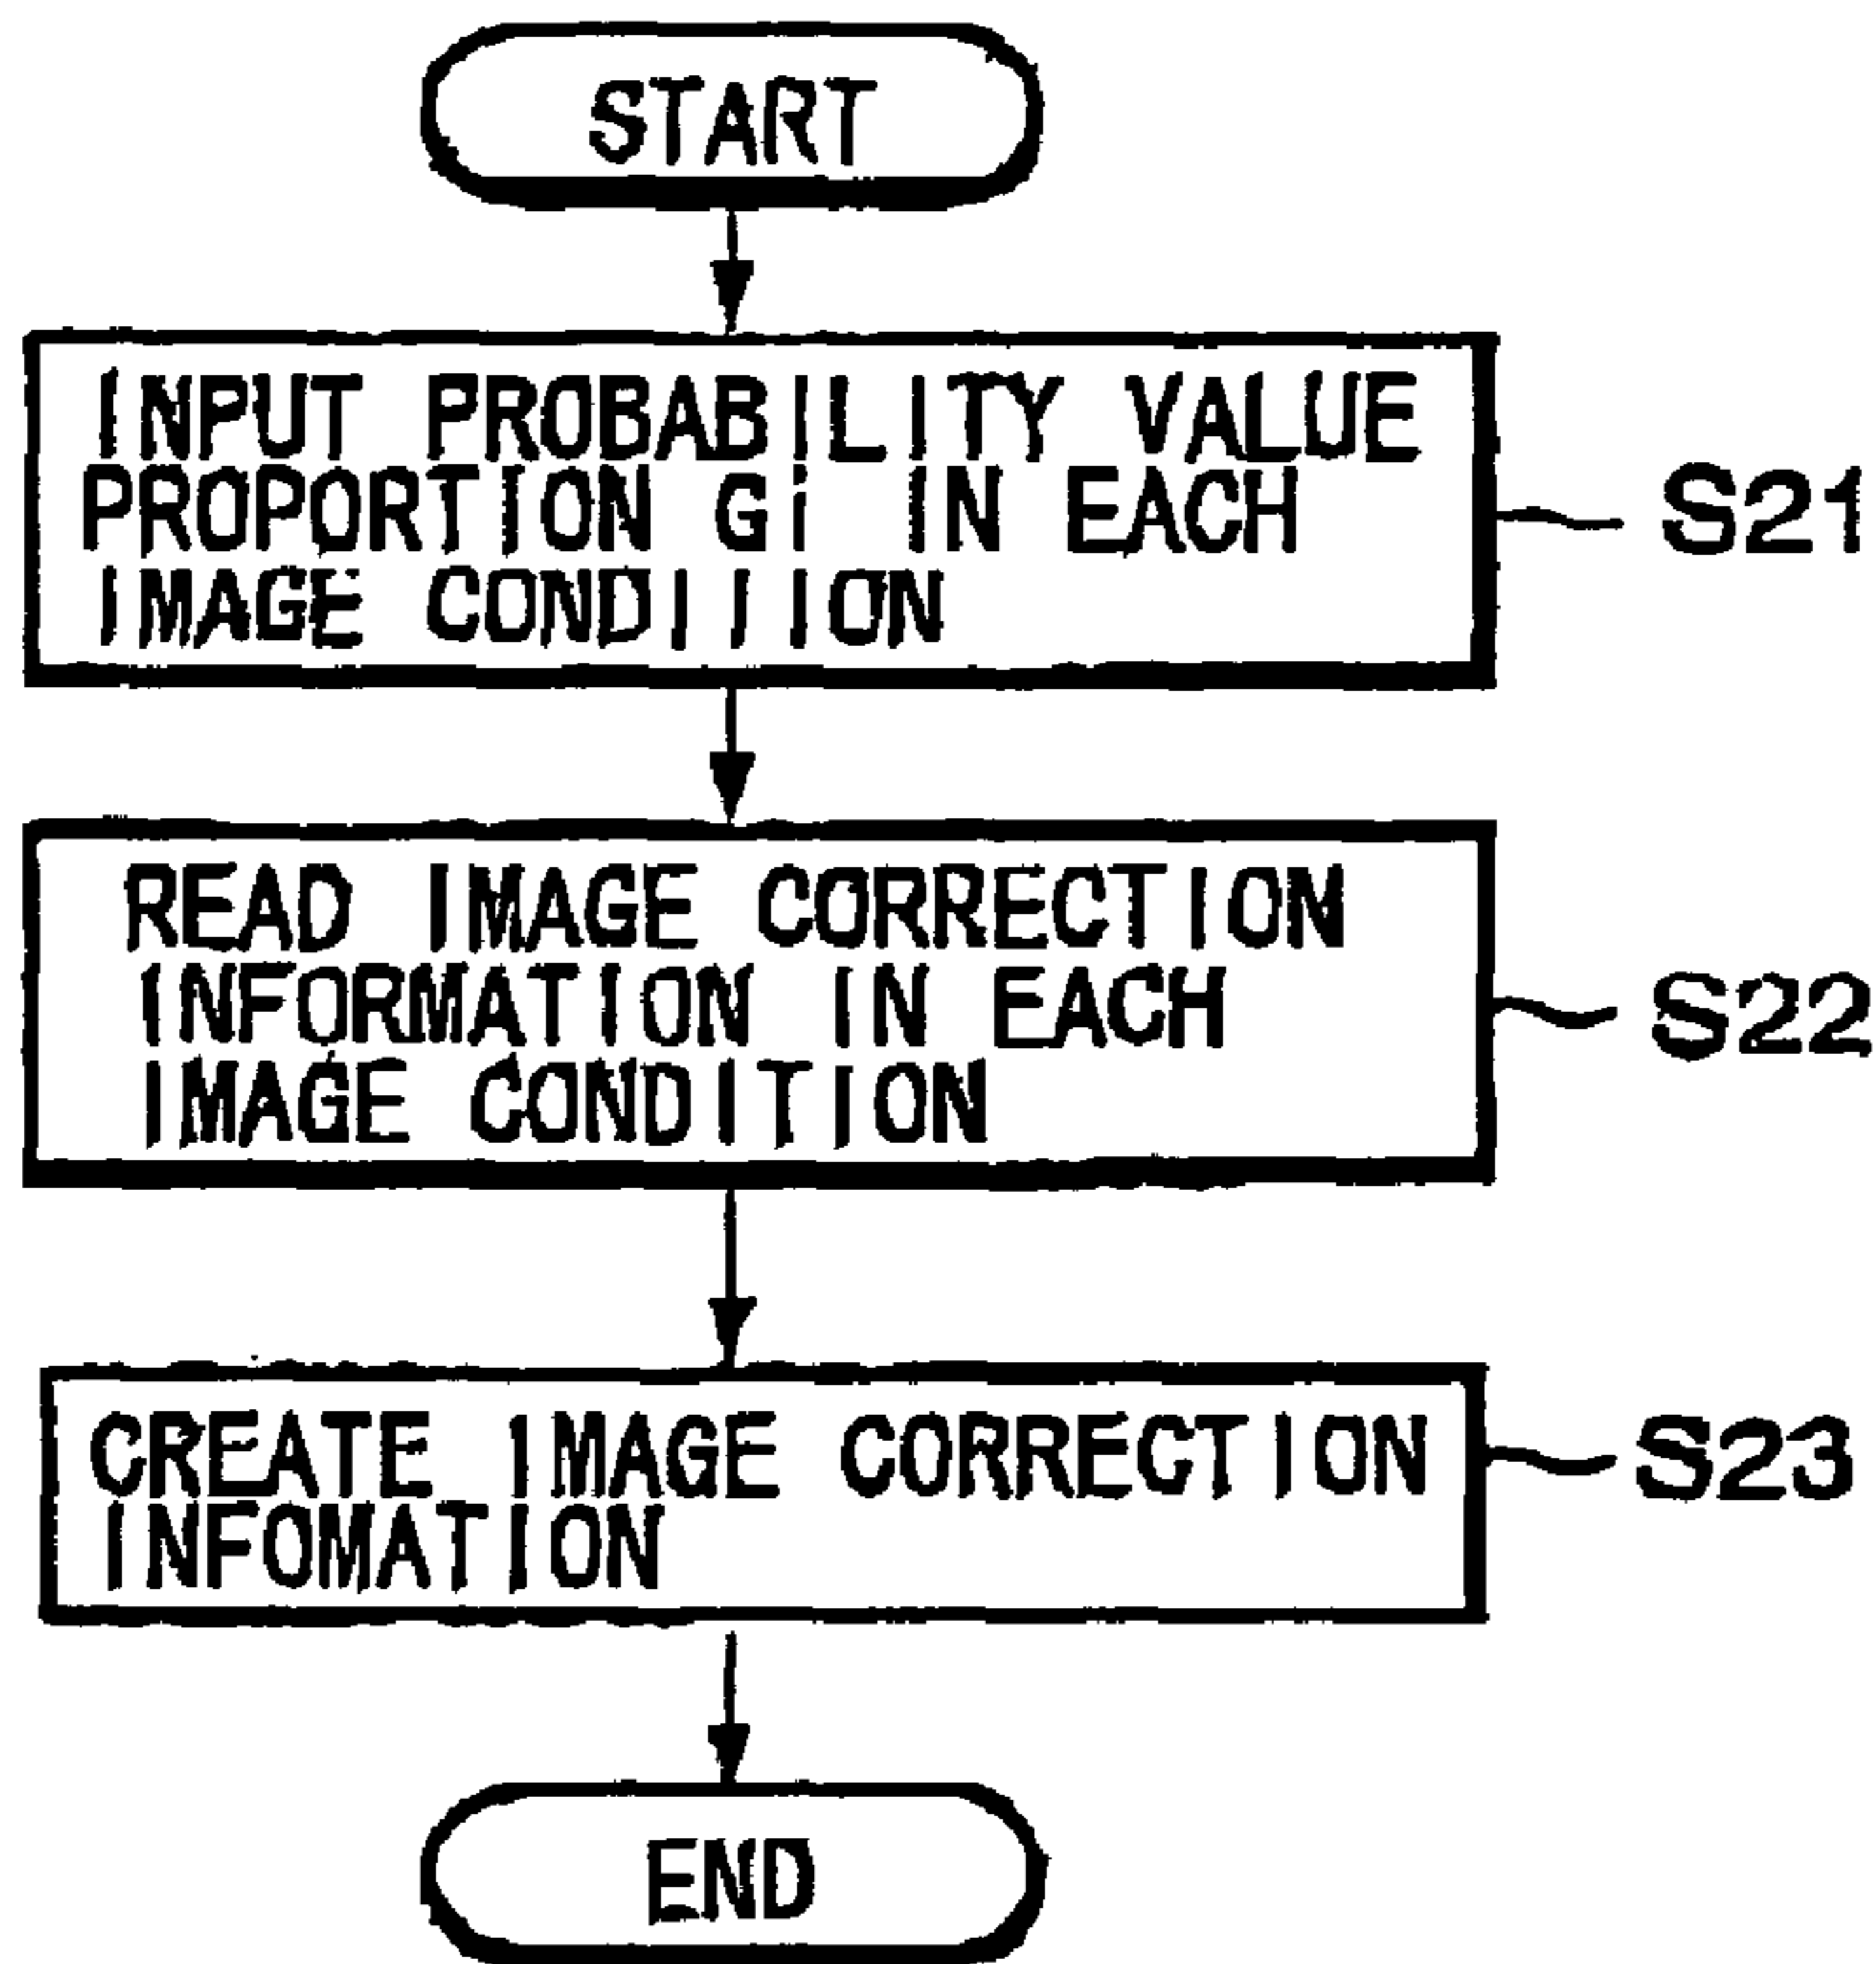 START
INPUT PROBABILITY VALUE
PROPORTION Gi IN EACH
IMAGE CONDIIION
S21
READ IMAGE CORRECTION
INFORMATION IN EACH
IMAGE CONDITION
S22
CREATE IMAGE CORRECTION
INFOMATION
S23
END